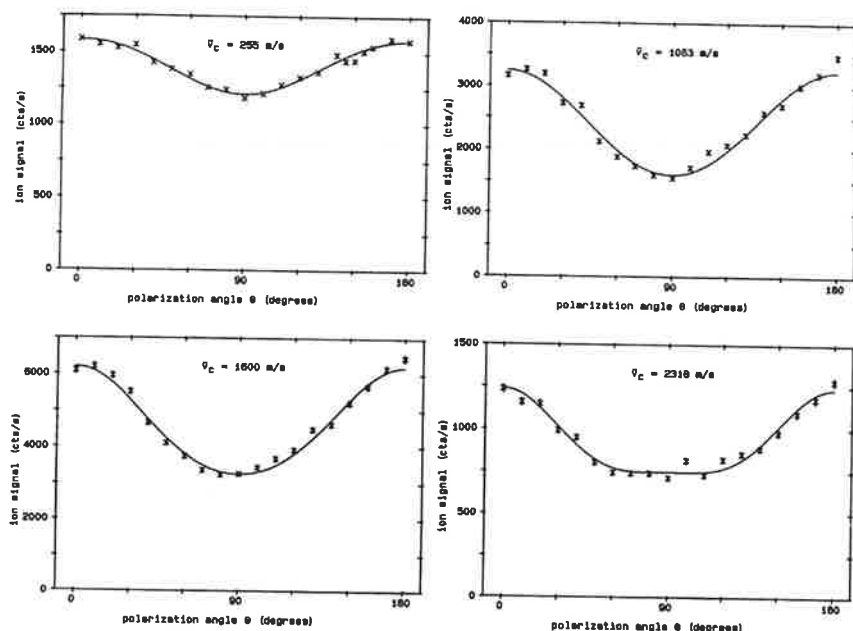 v̄c = 255 m/s
1500
1000
500
0
ion signal (cts/s)
0
90
180
polarization angle θ (degrees)
v̄c = 1083 m/s
4000
3000
2000
1000
0
ion signal (cts/s)
0
90
180
polarization angle θ (degrees)
v̄c = 1600 m/s
6000
4000
2000
0
ion signal (cts/s)
0
90
180
polarization angle θ (degrees)
v̄c = 2318 m/s
1500
1000
500
0
ion signal (cts/s)
0
90
180
polarization angle θ (degrees)